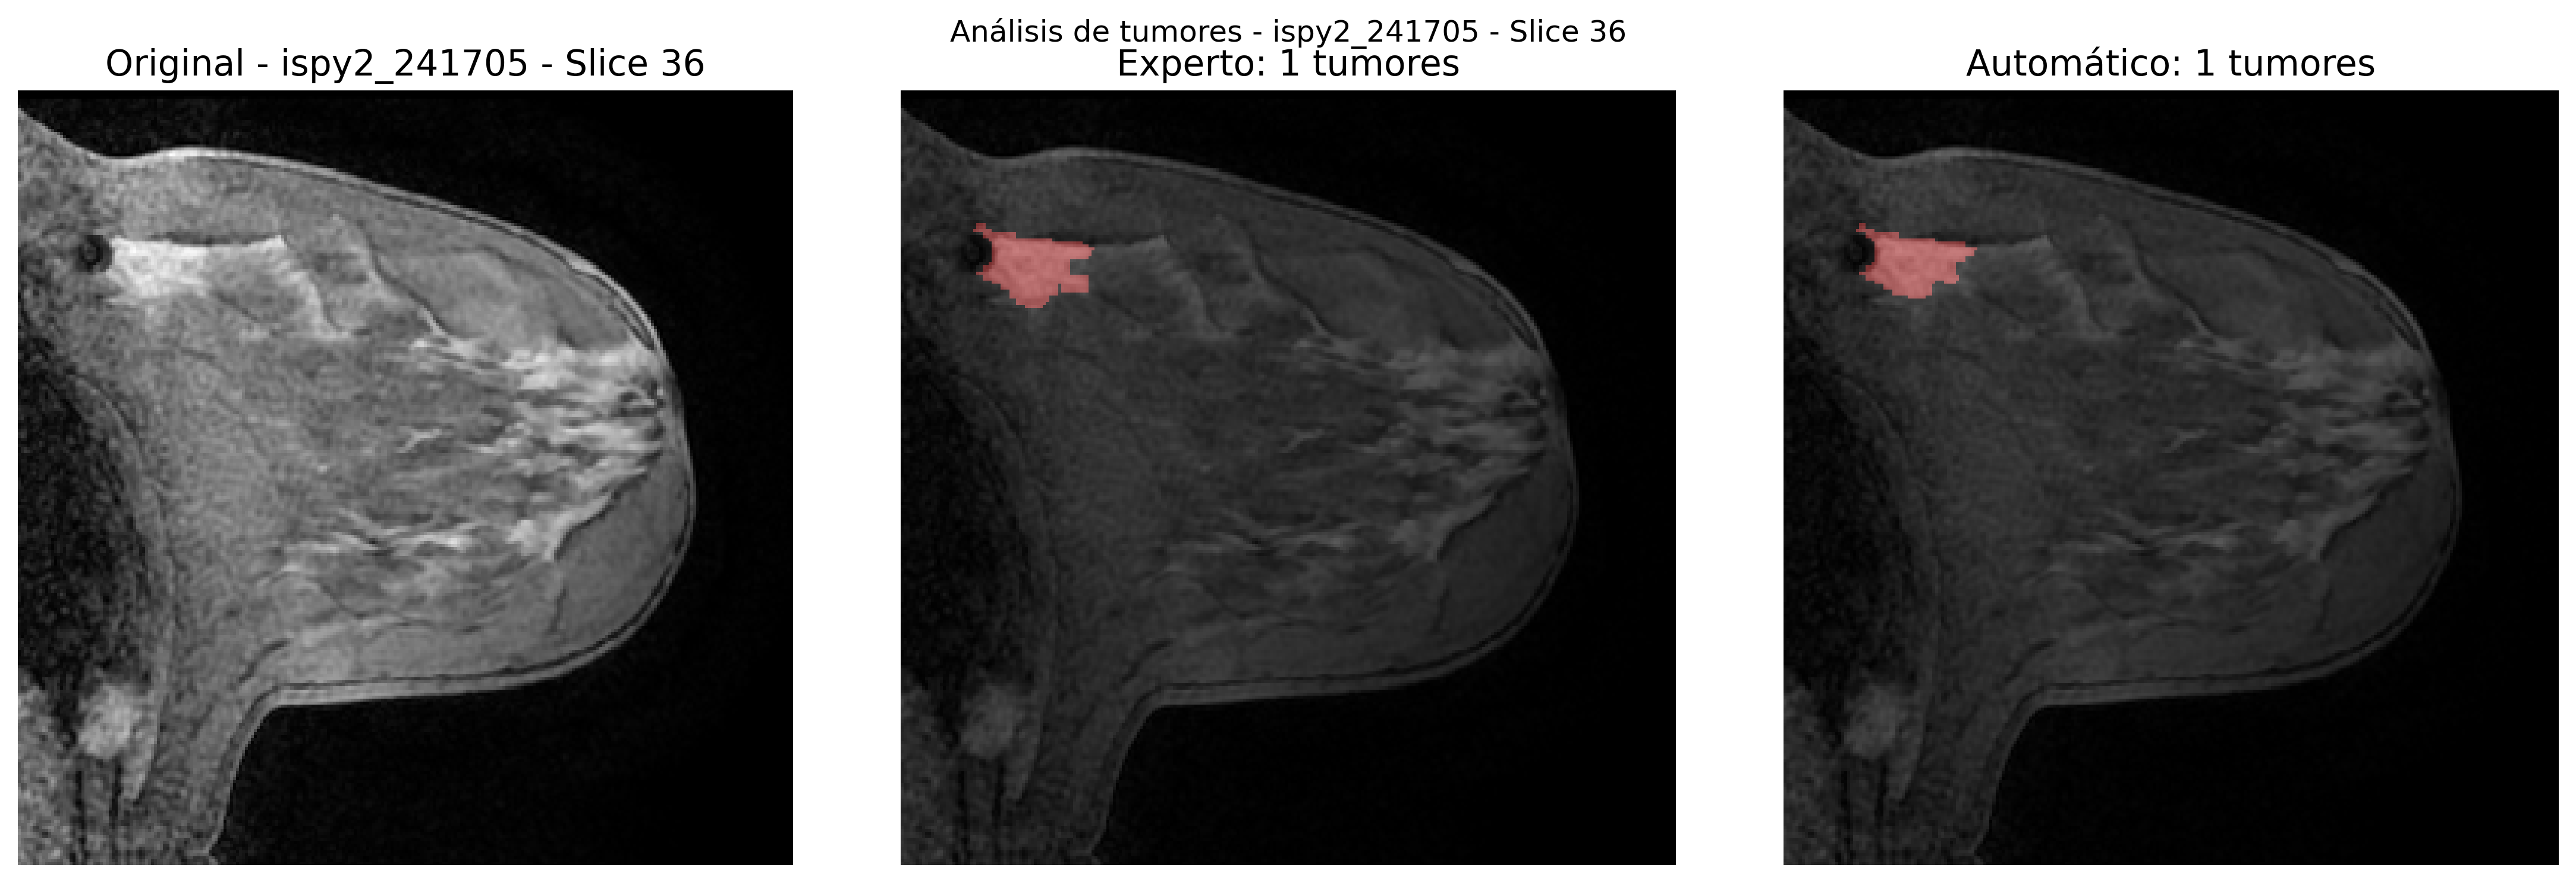 Análisis de tumores - ispy2_241705 - Slice 36
Original - ispy2_241705 - Slice 36
Experto: 1 tumores
Automático: 1 tumores